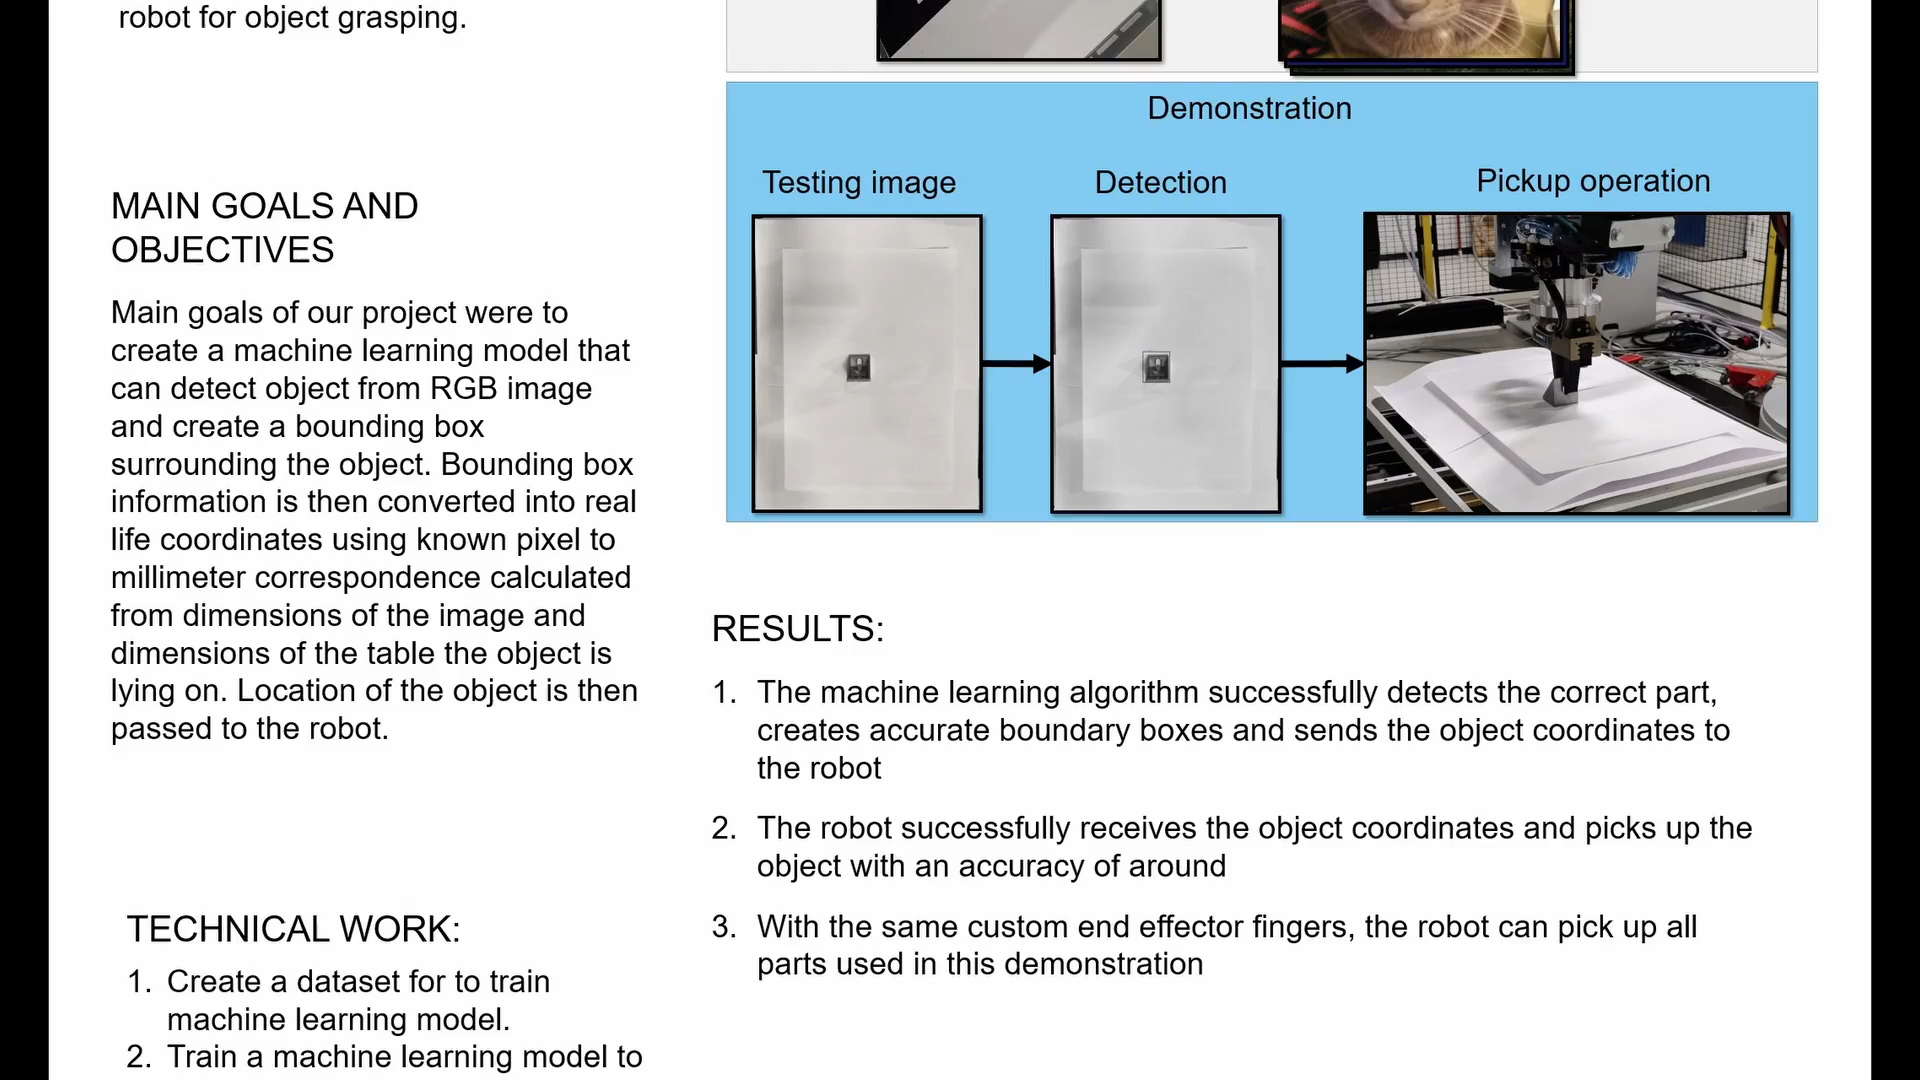 robot for object grasping.
MAIN GOALS AND
OBJECTIVES
Main goals of our project were to
create a machine learning model that
can detect object from RGB image
and create a bounding box
surrounding the object. Bounding box
information is then converted into real
life coordinates using known pixel to
millimeter correspondence calculated
from dimensions of the image and
dimensions of the table the object is
lying on. Location of the object is then
passed to the robot.
TECHNICAL WORK:
1. Create a dataset for to train
machine learning model.
2. Train a machine learning model to
Demonstration
Testing image
Detection
Pickup operation
RESULTS:
1. The machine learning algorithm successfully detects the correct part,
creates accurate boundary boxes and sends the object coordinates to
the robot
2. The robot successfully receives the object coordinates and picks up the
object with an accuracy of around
3. With the same custom end effector fingers, the robot can pick up all
parts used in this demonstration